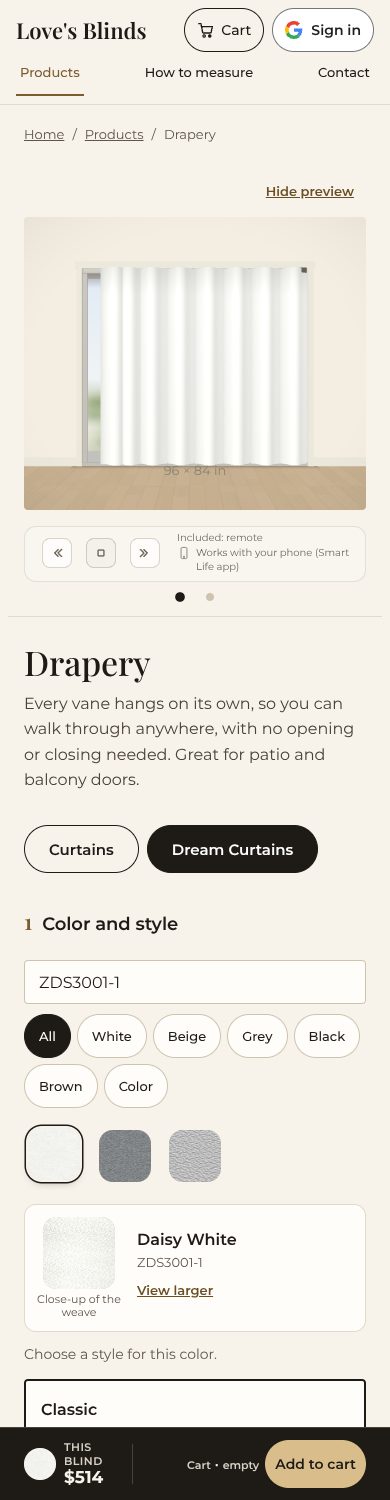 Love's Blinds
Cart
Sign in
Products
How to measure
Contact
Home / Products / Drapery
Hide preview
96 × 84 in
Included: remote
Works with your phone (Smart
Life app)
Drapery
Every vane hangs on its own, so you can
walk through anywhere, with no opening
or closing needed. Great for patio and
balcony doors.
Curtains
Dream Curtains
1 Color and style
ZDS3001-1
All
White
Beige
Grey
Black
Brown
Color
Daisy White
ZDS3001-1
View larger
Close-up of the
weave
Choose a style for this color.
Classic
THIS
BLIND
$514
Cart • empty
Add to cart